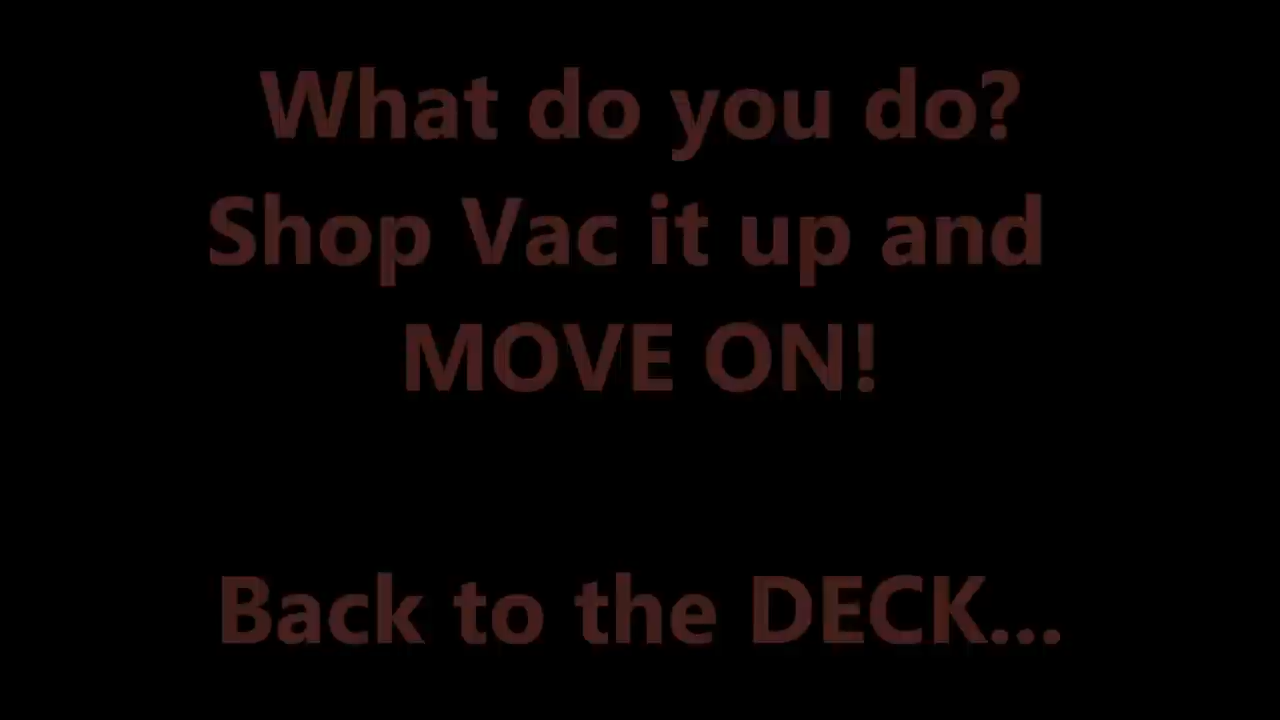 What do you do?
Shop Vac it up and
MOVE ON!
Back to the DECK...